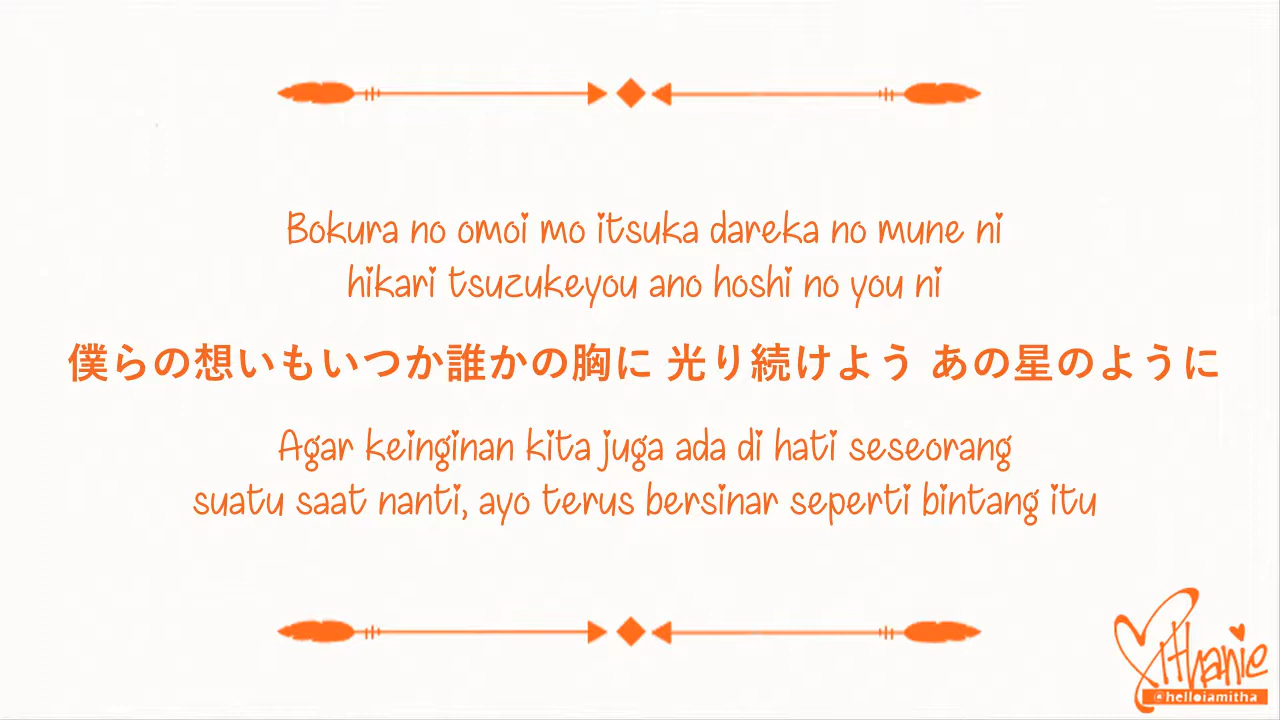 Bokura no omoi mo itsuka dareka no mune ni
hikari tsuzukeyou ano hoshi no you ni
僕らの想いもいつか誰かの胸に 光り続けよう あの星のように
Agar keinginan kita juga ada di hati seseorang
suatu saat nanti, ayo terus bersinar seperti bintang itu
Mithanie
@helloiamitha